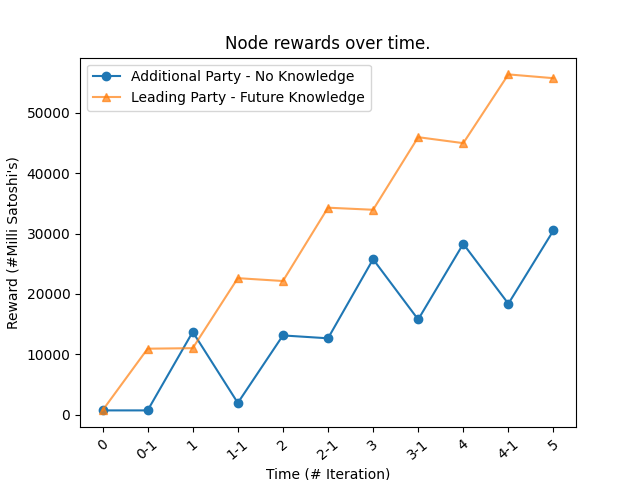 Node rewards over time.
Additional Party - No Knowledge
Leading Party - Future Knowledge
Reward (#Milli Satoshi's)
50000
40000
30000
20000
10000
0
0 0-1 1 1-1 2 2-1 3 3-1 4 4-1 5
Time (# Iteration)